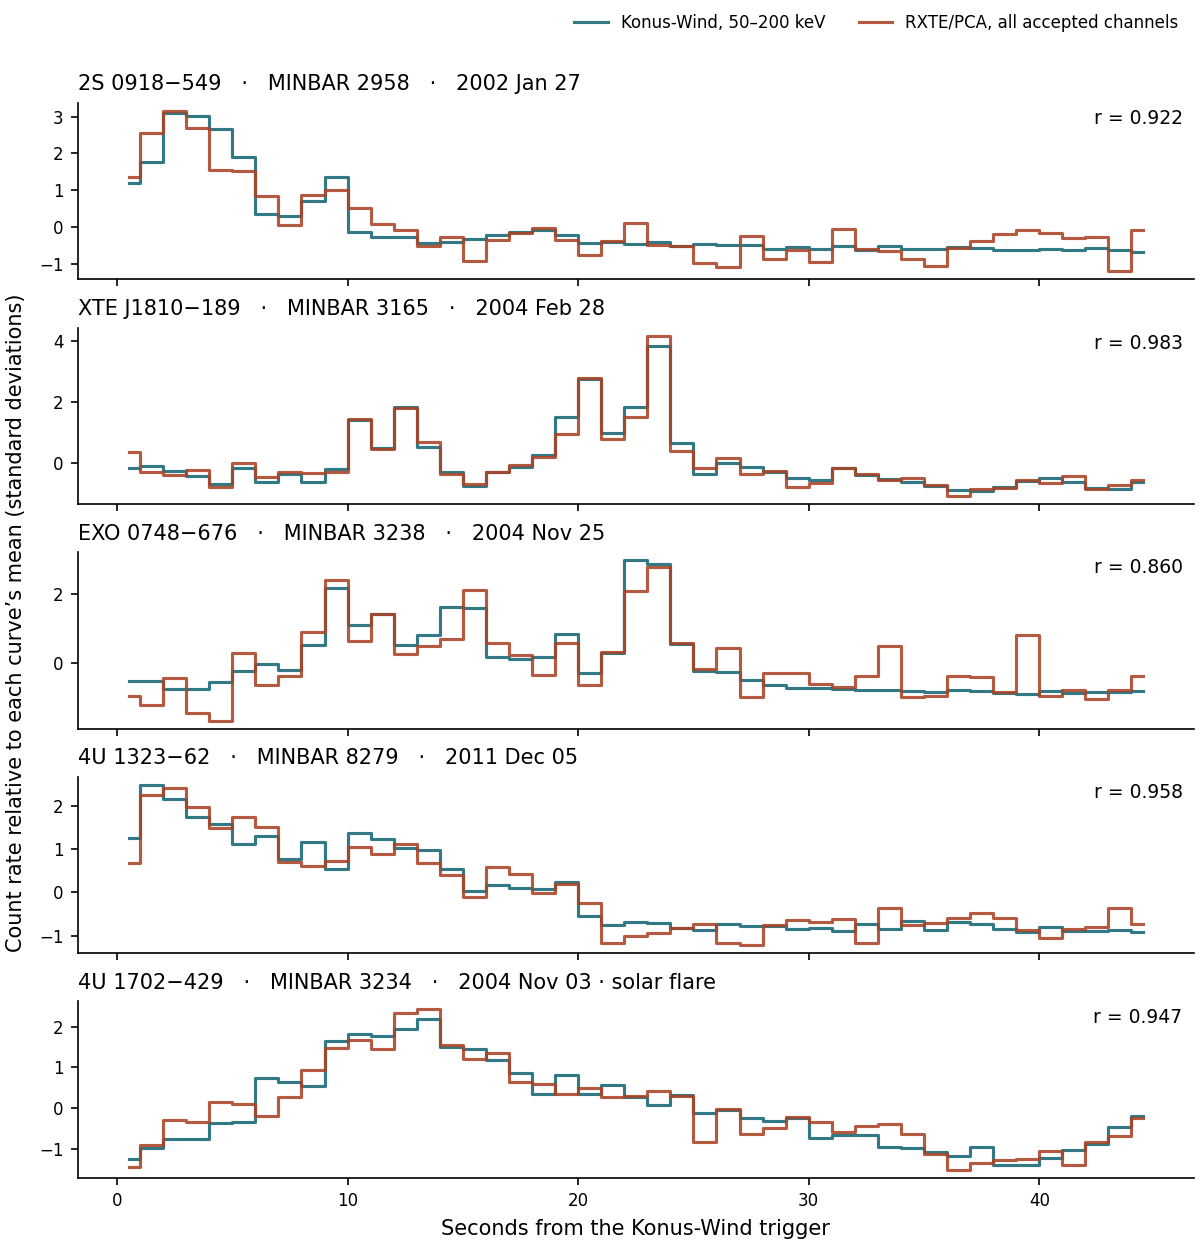 Konus-Wind, 50–200 keV
RXTE/PCA, all accepted channels
2S 0918−549 · MINBAR 2958 · 2002 Jan 27
r = 0.922
3
2
1
0
−1
XTE J1810−189 · MINBAR 3165 · 2004 Feb 28
r = 0.983
4
2
0
EXO 0748−676 · MINBAR 3238 · 2004 Nov 25
r = 0.860
2
0
4U 1323−62 · MINBAR 8279 · 2011 Dec 05
r = 0.958
2
1
0
−1
4U 1702−429 · MINBAR 3234 · 2004 Nov 03 · solar flare
r = 0.947
2
1
0
−1
0 10 20 30 40
Seconds from the Konus-Wind trigger
Count rate relative to each curve’s mean (standard deviations)